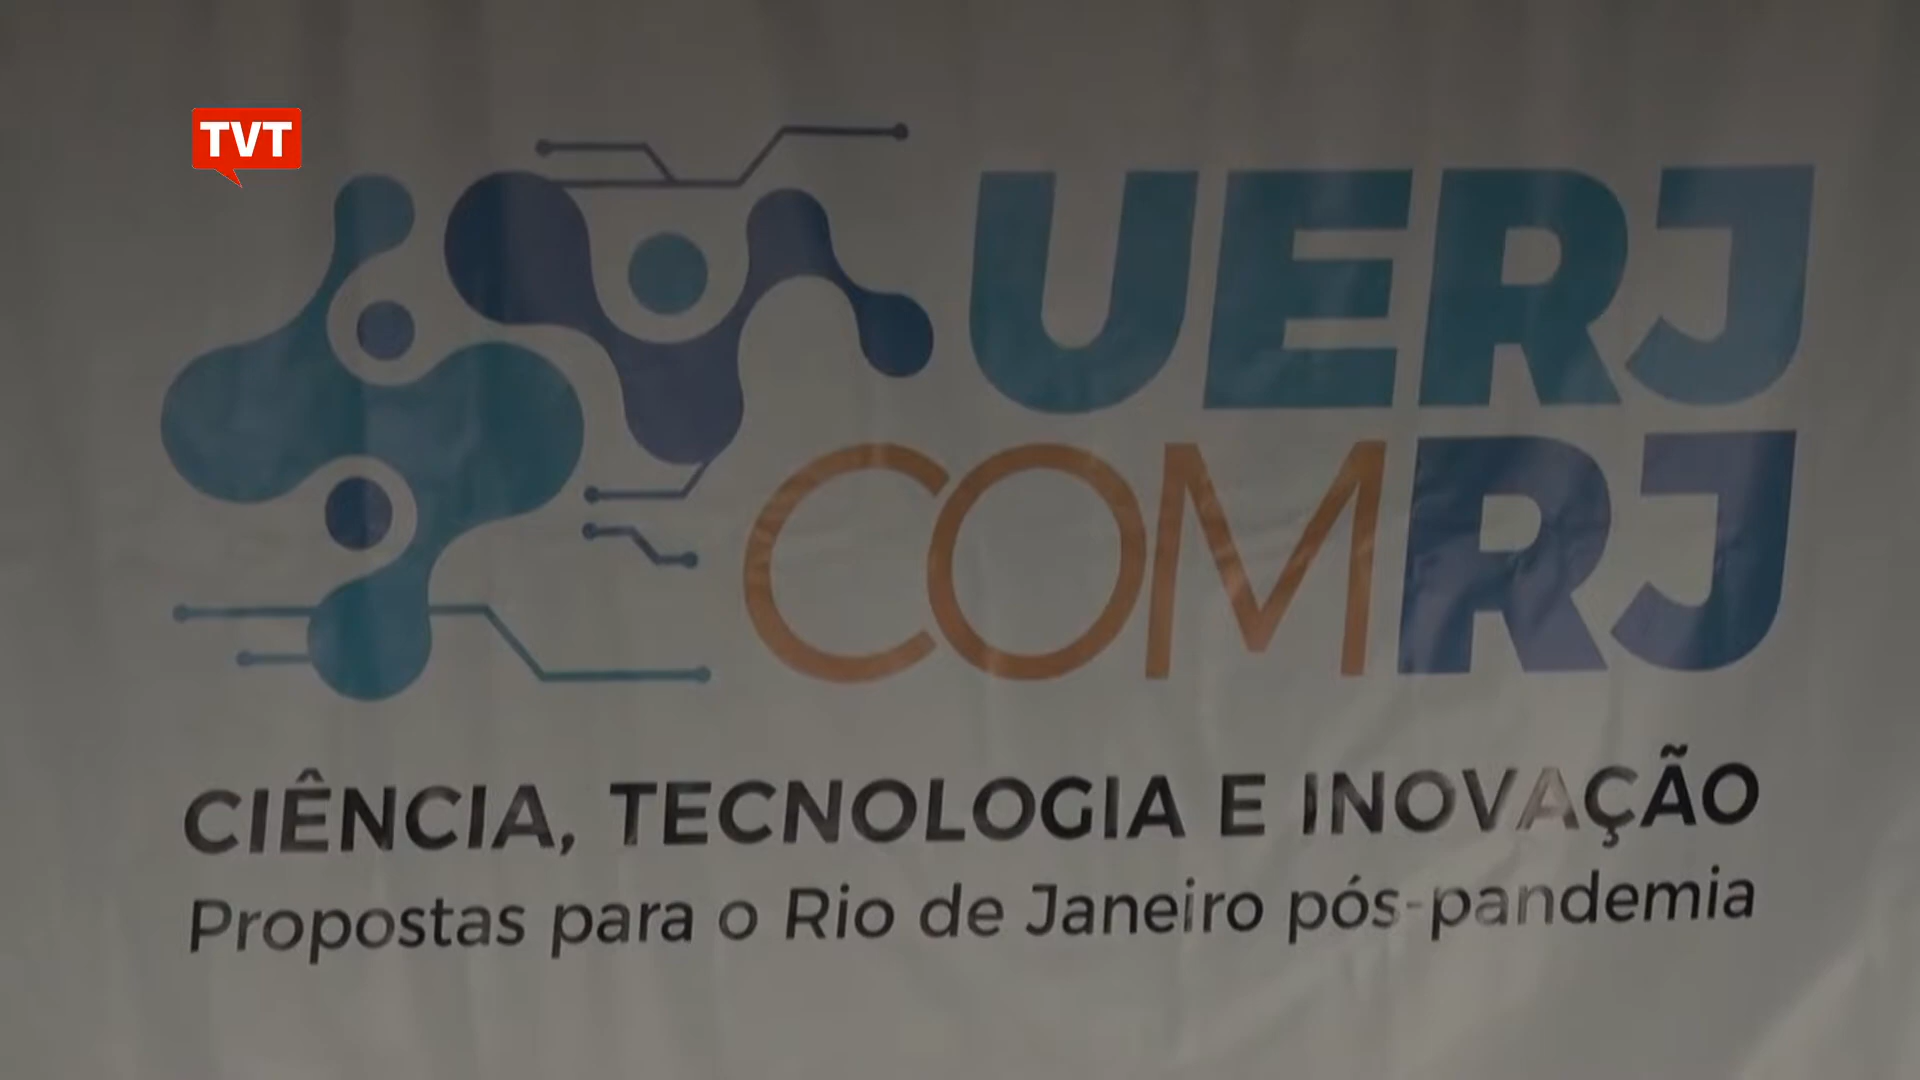 TVT
UERJ
COMRJ
CIÊNCIA, TECNOLOGIA E INOVAÇÃO
Propostas para o Rio de Janeiro pós-pandemia